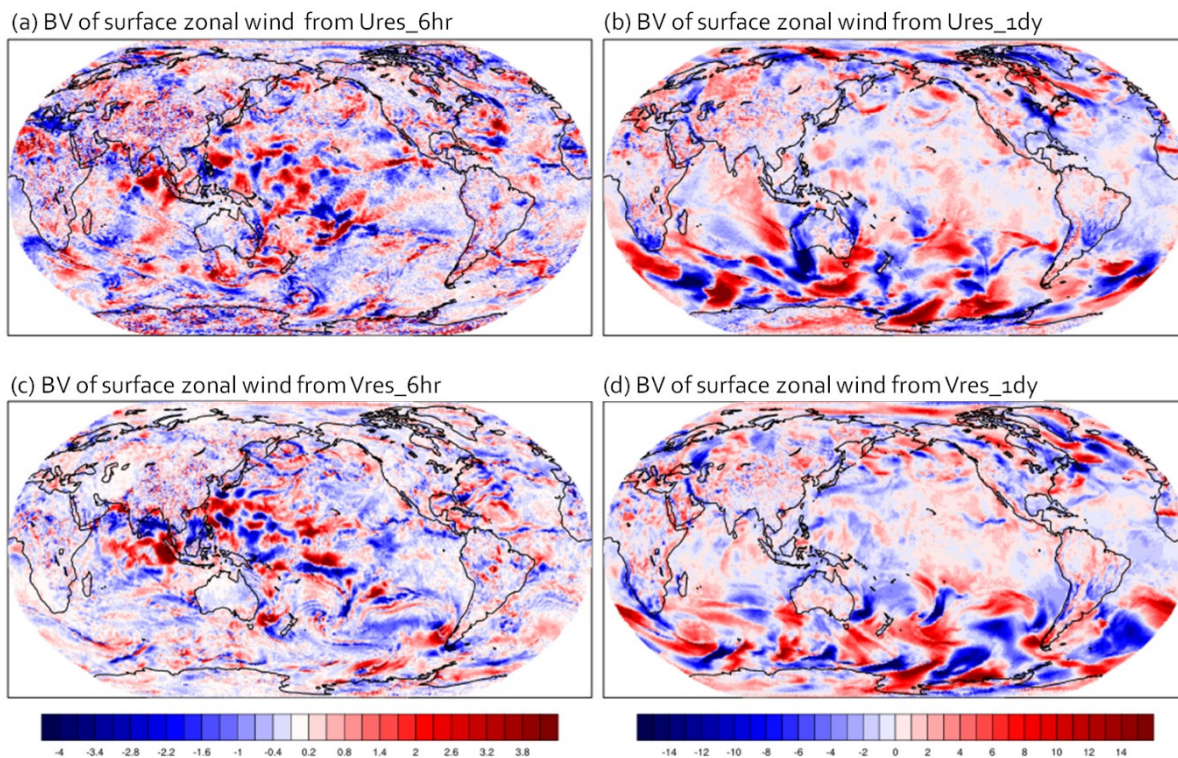 (a) BV of surface zonal wind from Ures_6hr
(b) BV of surface zonal wind from Ures_1dy
(c) BV of surface zonal wind from Vres_6hr
(d) BV of surface zonal wind from Vres_1dy
-4 -3.4 -2.8 -2.2 -1.6 -1 -0.4 0.2 0.8 1.4 2 2.6 3.2 3.8
-14 -12 -10 -8 -6 -4 -2 0 2 4 6 8 10 12 14